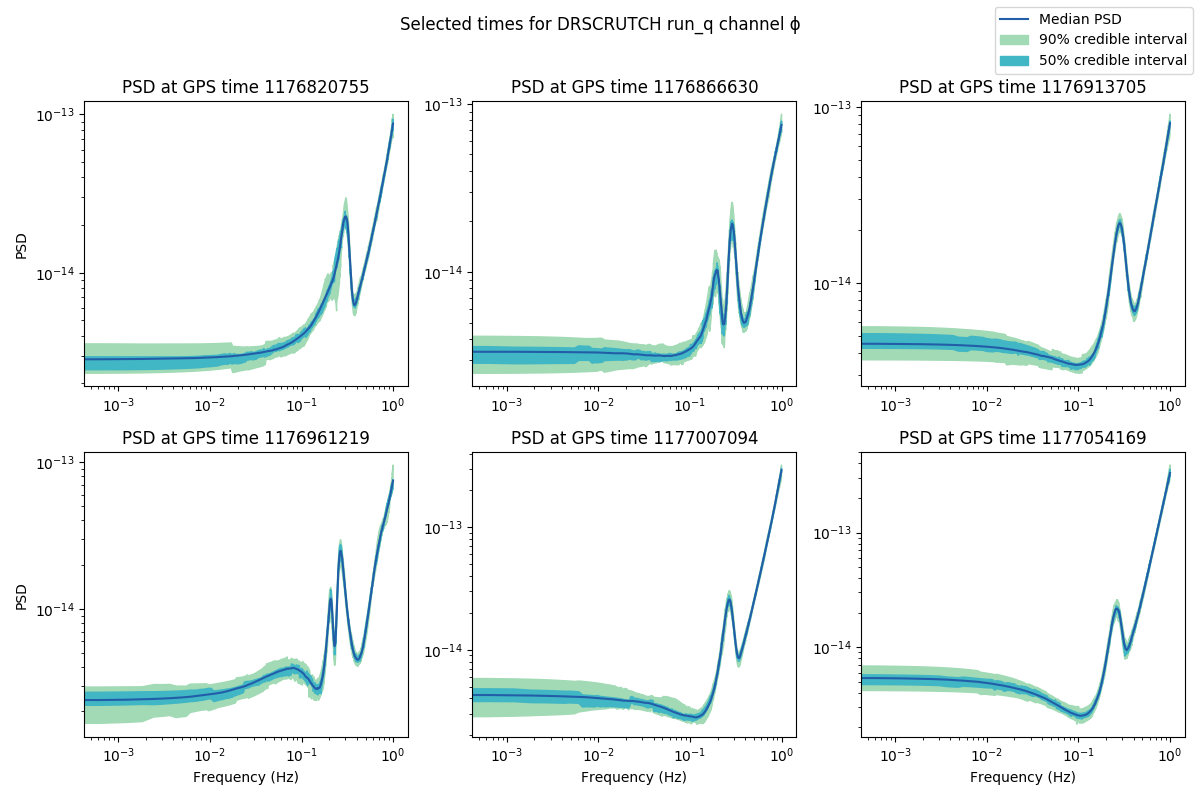 Selected times for DRSCRUTCH run_q channel ϕ
Median PSD
90% credible interval
50% credible interval
PSD at GPS time 1176820755
PSD at GPS time 1176866630
PSD at GPS time 1176913705
PSD
10⁻¹³
10⁻¹⁴
10⁻³ 10⁻² 10⁻¹ 10⁰
10⁻¹³
10⁻¹⁴
10⁻³ 10⁻² 10⁻¹ 10⁰
10⁻¹³
10⁻¹⁴
10⁻³ 10⁻² 10⁻¹ 10⁰
PSD at GPS time 1176961219
PSD at GPS time 1177007094
PSD at GPS time 1177054169
PSD
10⁻¹³
10⁻¹⁴
10⁻³ 10⁻² 10⁻¹ 10⁰
Frequency (Hz)
10⁻¹³
10⁻¹⁴
10⁻³ 10⁻² 10⁻¹ 10⁰
Frequency (Hz)
10⁻¹³
10⁻¹⁴
10⁻³ 10⁻² 10⁻¹ 10⁰
Frequency (Hz)